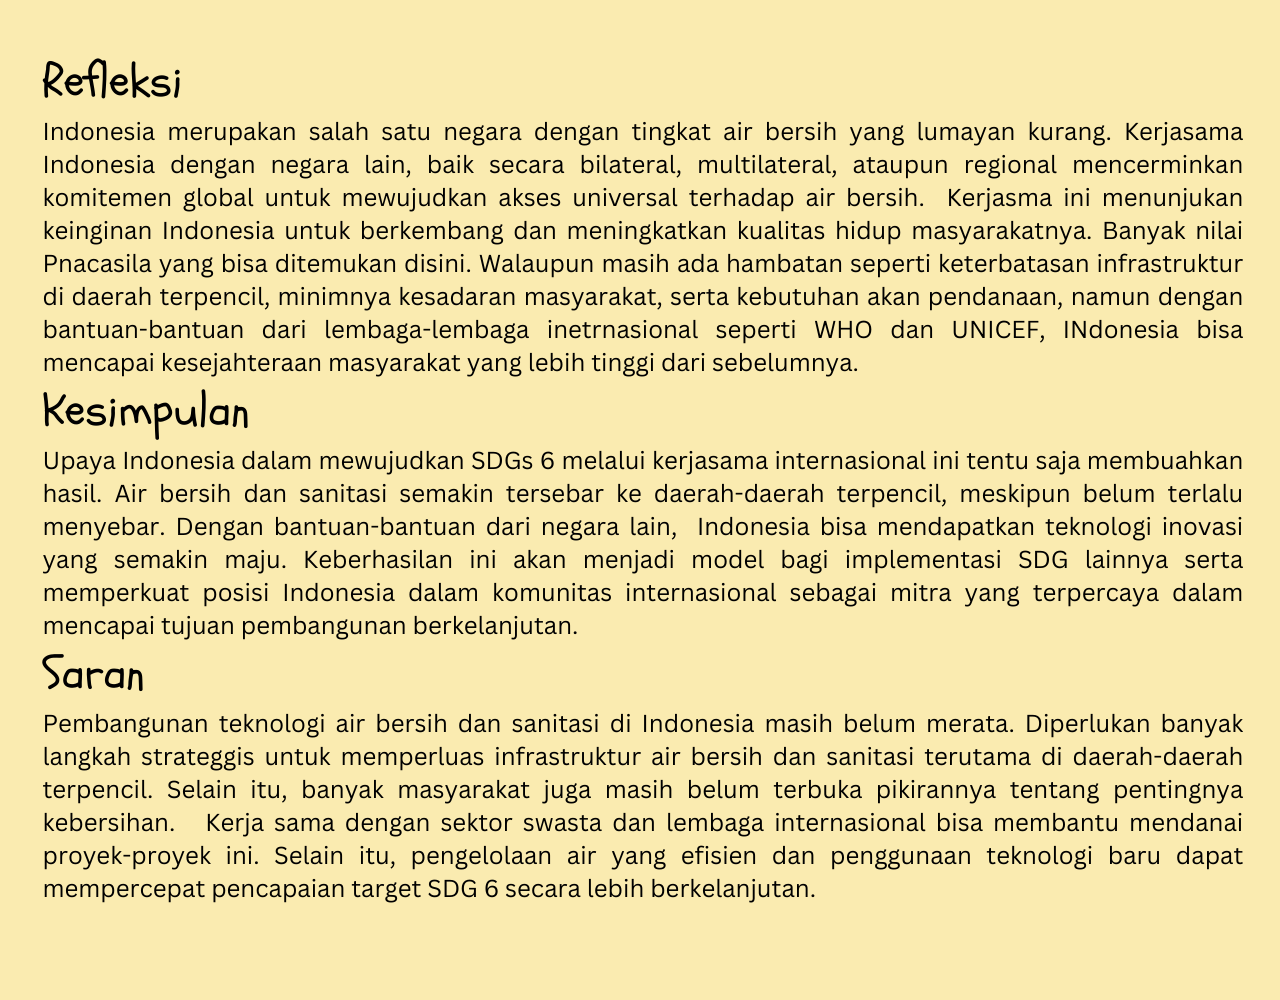 Refleksi
Indonesia merupakan salah satu negara dengan tingkat air bersih yang lumayan kurang. Kerjasama
Indonesia dengan negara lain, baik secara bilateral, multilateral, ataupun regional mencerminkan
komitemen global untuk mewujudkan akses universal terhadap air bersih.  Kerjasma ini menunjukan
keinginan Indonesia untuk berkembang dan meningkatkan kualitas hidup masyarakatnya. Banyak nilai
Pnacasila yang bisa ditemukan disini. Walaupun masih ada hambatan seperti keterbatasan infrastruktur
di daerah terpencil, minimnya kesadaran masyarakat, serta kebutuhan akan pendanaan, namun dengan
bantuan-bantuan dari lembaga-lembaga inetrnasional seperti WHO dan UNICEF, INdonesia bisa
mencapai kesejahteraan masyarakat yang lebih tinggi dari sebelumnya.
Kesimpulan
Upaya Indonesia dalam mewujudkan SDGs 6 melalui kerjasama internasional ini tentu saja membuahkan
hasil. Air bersih dan sanitasi semakin tersebar ke daerah-daerah terpencil, meskipun belum terlalu
menyebar. Dengan bantuan-bantuan dari negara lain,  Indonesia bisa mendapatkan teknologi inovasi
yang semakin maju. Keberhasilan ini akan menjadi model bagi implementasi SDG lainnya serta
memperkuat posisi Indonesia dalam komunitas internasional sebagai mitra yang terpercaya dalam
mencapai tujuan pembangunan berkelanjutan.
Saran
Pembangunan teknologi air bersih dan sanitasi di Indonesia masih belum merata. Diperlukan banyak
langkah strateggis untuk memperluas infrastruktur air bersih dan sanitasi terutama di daerah-daerah
terpencil. Selain itu, banyak masyarakat juga masih belum terbuka pikirannya tentang pentingnya
kebersihan.  Kerja sama dengan sektor swasta dan lembaga internasional bisa membantu mendanai
proyek-proyek ini. Selain itu, pengelolaan air yang efisien dan penggunaan teknologi baru dapat
mempercepat pencapaian target SDG 6 secara lebih berkelanjutan.